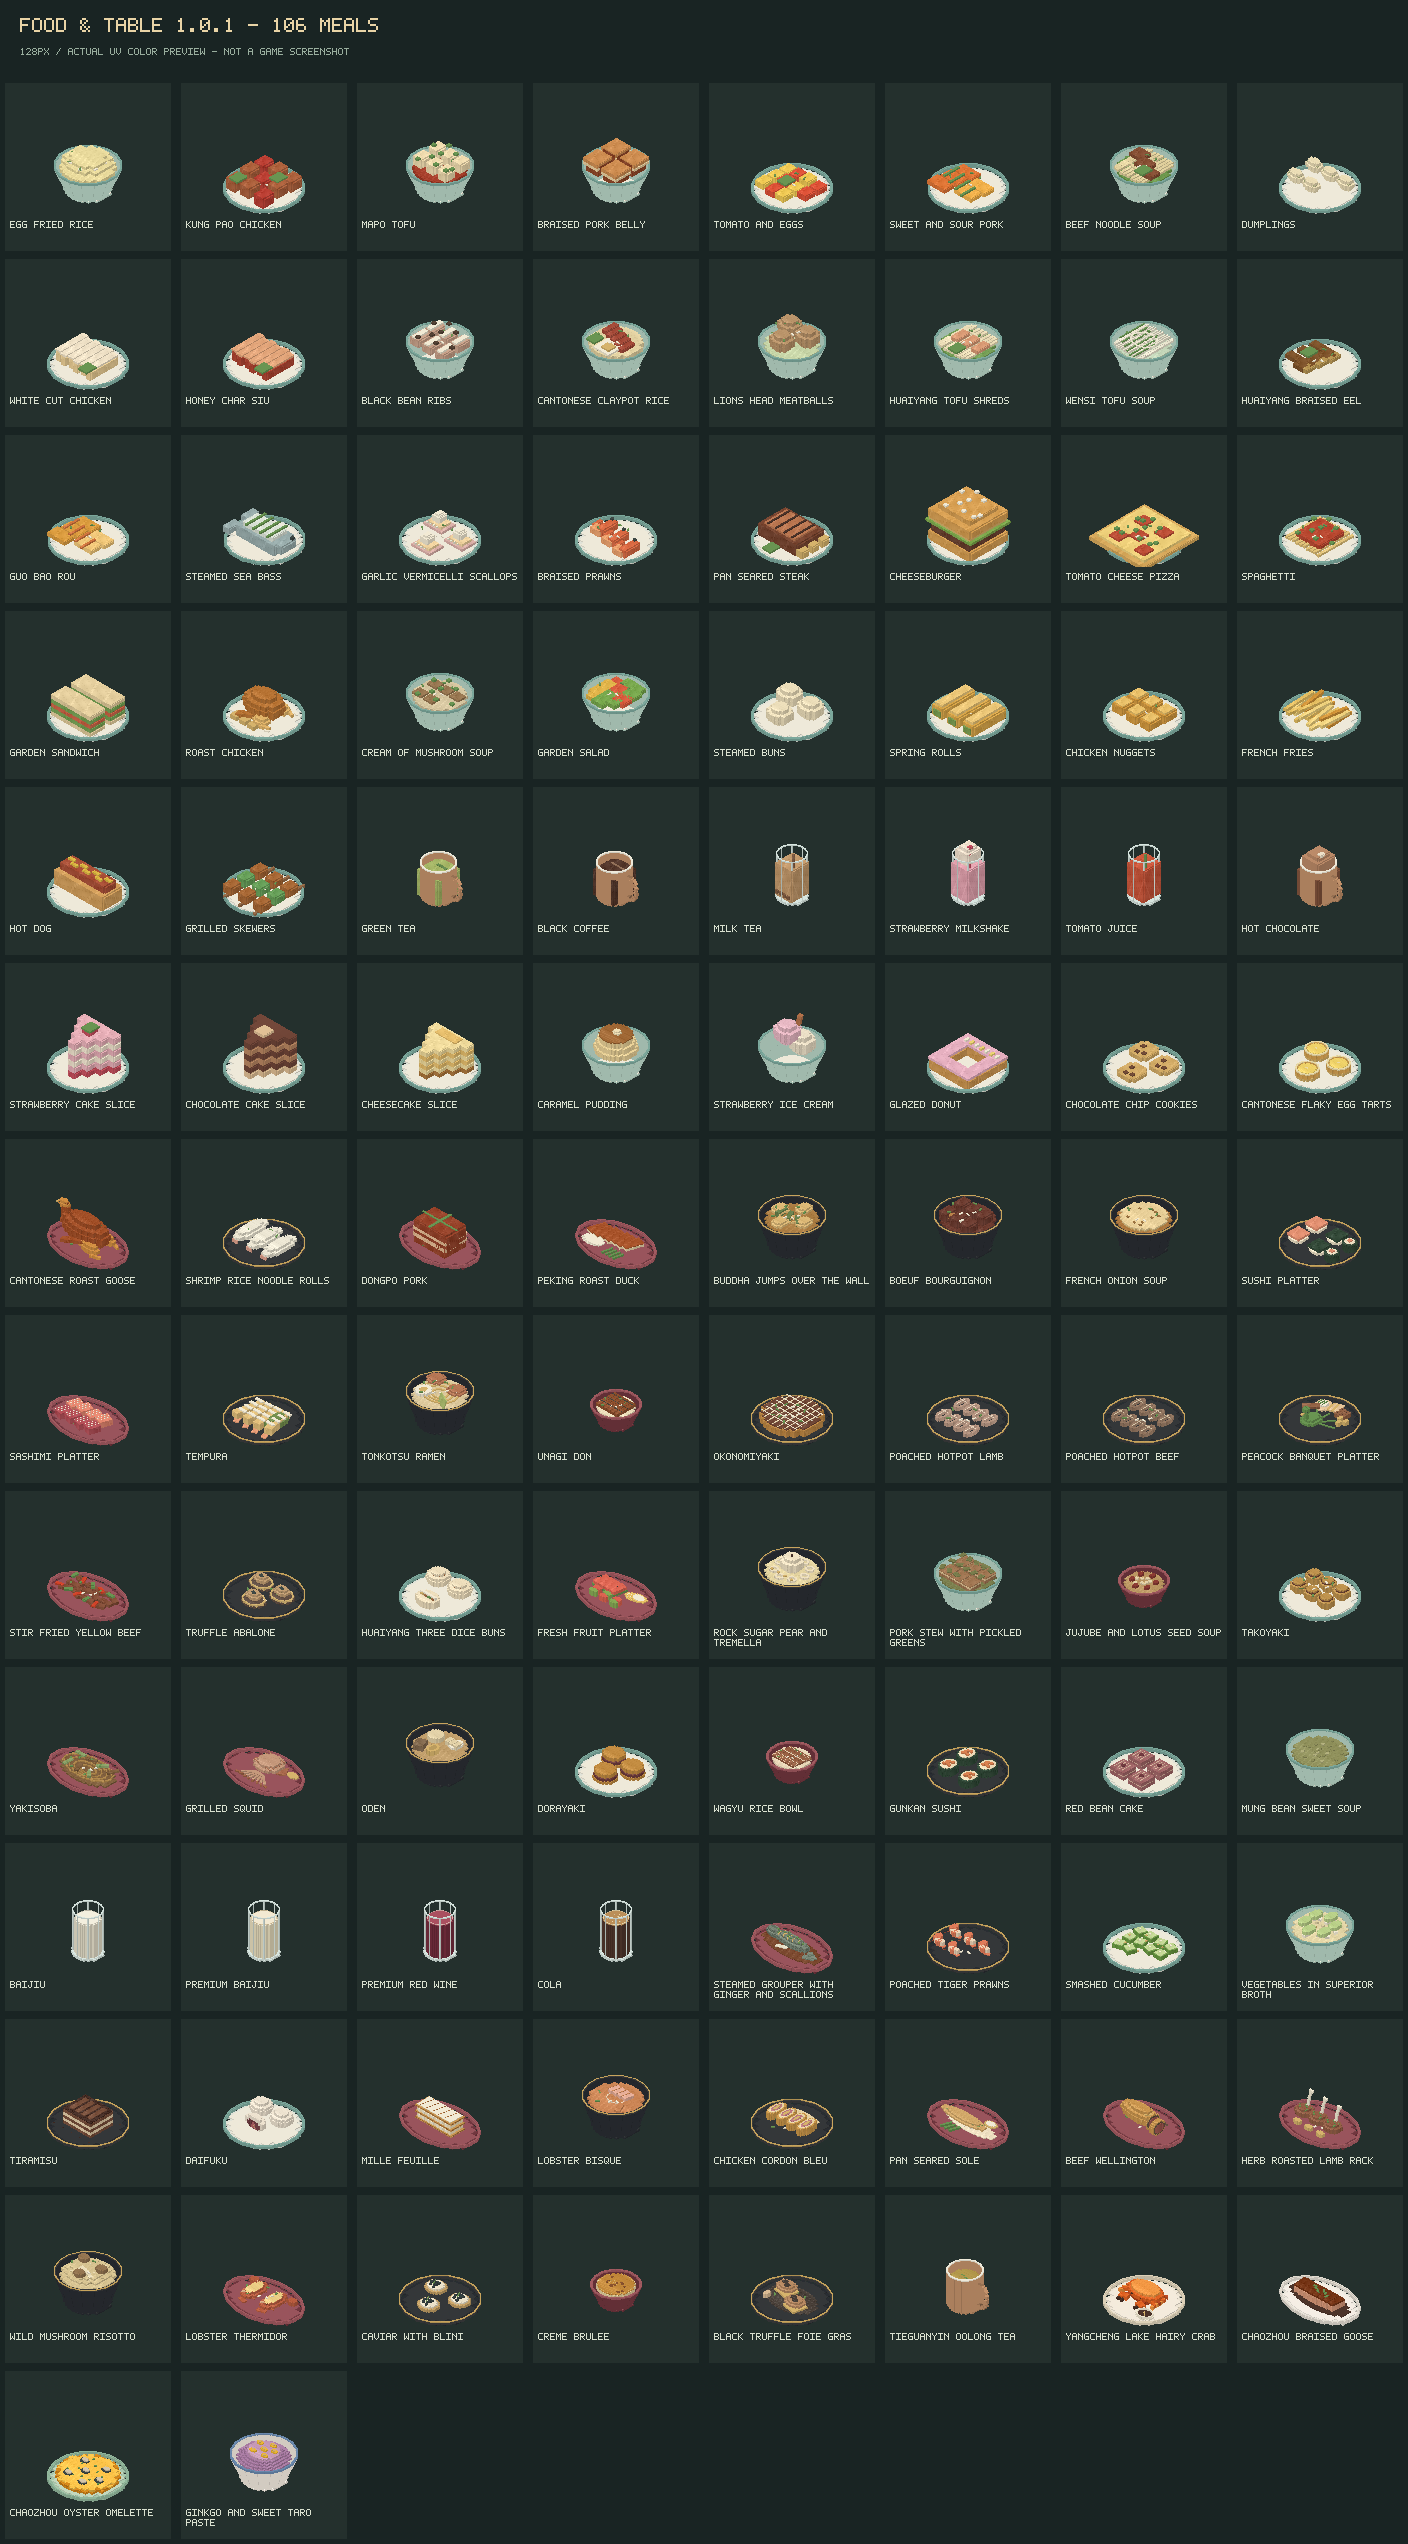 FOOD & TABLE 1.0.1 - 106 MEALS
128PX / ACTUAL UV COLOR PREVIEW - NOT A GAME SCREENSHOT
EGG FRIED RICE
KUNG PAO CHICKEN
MAPO TOFU
BRAISED PORK BELLY
TOMATO AND EGGS
SWEET AND SOUR PORK
BEEF NOODLE SOUP
DUMPLINGS
WHITE CUT CHICKEN
HONEY CHAR SIU
BLACK BEAN RIBS
CANTONESE CLAYPOT RICE
LIONS HEAD MEATBALLS
HUAIYANG TOFU SHREDS
WENSI TOFU SOUP
HUAIYANG BRAISED EEL
GUO BAO ROU
STEAMED SEA BASS
GARLIC VERMICELLI SCALLOPS
BRAISED PRAWNS
PAN SEARED STEAK
CHEESEBURGER
TOMATO CHEESE PIZZA
SPAGHETTI
GARDEN SANDWICH
ROAST CHICKEN
CREAM OF MUSHROOM SOUP
GARDEN SALAD
STEAMED BUNS
SPRING ROLLS
CHICKEN NUGGETS
FRENCH FRIES
HOT DOG
GRILLED SKEWERS
GREEN TEA
BLACK COFFEE
MILK TEA
STRAWBERRY MILKSHAKE
TOMATO JUICE
HOT CHOCOLATE
STRAWBERRY CAKE SLICE
CHOCOLATE CAKE SLICE
CHEESECAKE SLICE
CARAMEL PUDDING
STRAWBERRY ICE CREAM
GLAZED DONUT
CHOCOLATE CHIP COOKIES
CANTONESE FLAKY EGG TARTS
CANTONESE ROAST GOOSE
SHRIMP RICE NOODLE ROLLS
DONGPO PORK
PEKING ROAST DUCK
BUDDHA JUMPS OVER THE WALL
BOEUF BOURGUIGNON
FRENCH ONION SOUP
SUSHI PLATTER
SASHIMI PLATTER
TEMPURA
TONKOTSU RAMEN
UNAGI DON
OKONOMIYAKI
POACHED HOTPOT LAMB
POACHED HOTPOT BEEF
PEACOCK BANQUET PLATTER
STIR FRIED YELLOW BEEF
TRUFFLE ABALONE
HUAIYANG THREE DICE BUNS
FRESH FRUIT PLATTER
ROCK SUGAR PEAR AND
TREMELLA
PORK STEW WITH PICKLED
GREENS
JUJUBE AND LOTUS SEED SOUP
TAKOYAKI
YAKISOBA
GRILLED SQUID
ODEN
DORAYAKI
WAGYU RICE BOWL
GUNKAN SUSHI
RED BEAN CAKE
MUNG BEAN SWEET SOUP
BAIJIU
PREMIUM BAIJIU
PREMIUM RED WINE
COLA
STEAMED GROUPER WITH
GINGER AND SCALLIONS
POACHED TIGER PRAWNS
SMASHED CUCUMBER
VEGETABLES IN SUPERIOR
BROTH
TIRAMISU
DAIFUKU
MILLE FEUILLE
LOBSTER BISQUE
CHICKEN CORDON BLEU
PAN SEARED SOLE
BEEF WELLINGTON
HERB ROASTED LAMB RACK
WILD MUSHROOM RISOTTO
LOBSTER THERMIDOR
CAVIAR WITH BLINI
CREME BRULEE
BLACK TRUFFLE FOIE GRAS
TIEGUANYIN OOLONG TEA
YANGCHENG LAKE HAIRY CRAB
CHAOZHOU BRAISED GOOSE
CHAOZHOU OYSTER OMELETTE
GINKGO AND SWEET TARO
PASTE